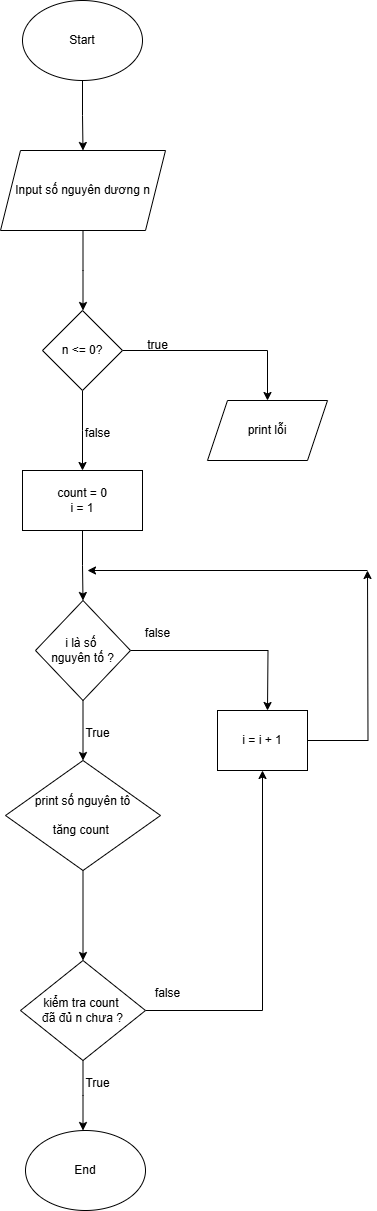 Start
Input số nguyên dương n
n <= 0?
true
print lỗi
false
count = 0
i = 1
i là số
nguyên tố ?
false
True
i = i + 1
print số nguyên tô
tăng count
kiểm tra count
đã đủ n chưa ?
false
True
End